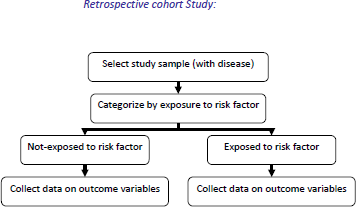 Retrospective cohort Study:
Select study sample (with disease)
Categorize by exposure to risk factor
Not-exposed to risk factor
Exposed to risk factor
Collect data on outcome variables
Collect data on outcome variables